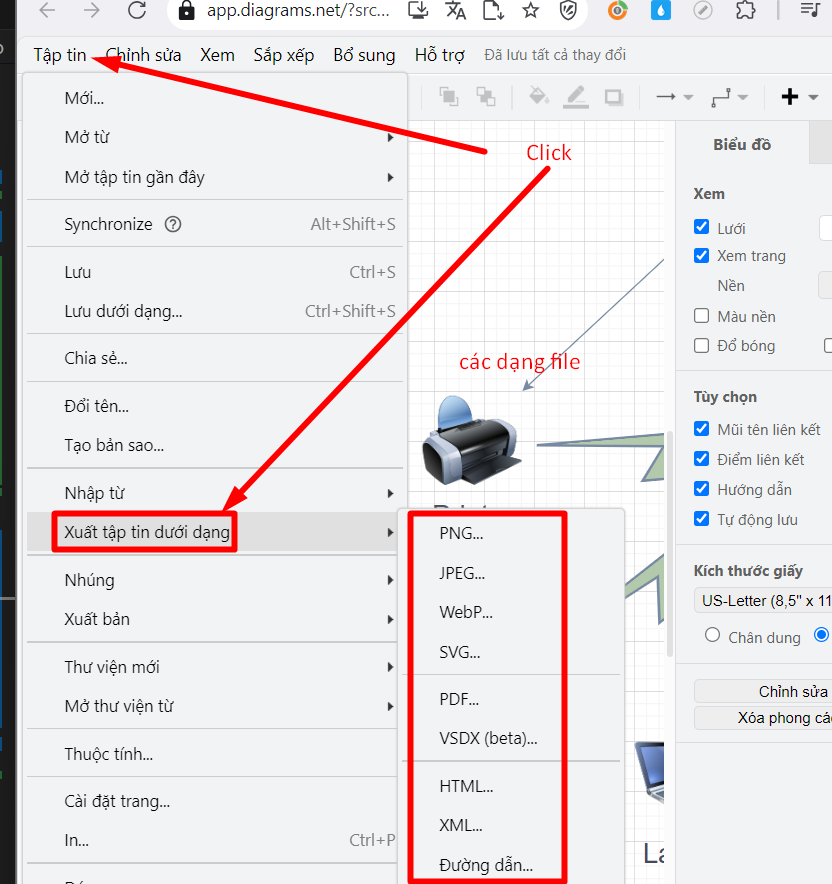 app.diagrams.net/?src...
Tập tin Chỉnh sửa Xem Sắp xếp Bổ sung Hỗ trợ Đã lưu tất cả thay đổi
Mới...
Mở từ
Mở tập tin gần đây
Synchronize ? Alt+Shift+S
Lưu Ctrl+S
Lưu dưới dạng... Ctrl+Shift+S
Chia sẻ...
Đổi tên...
Tạo bản sao...
Nhập từ
Xuất tập tin dưới dạng
Nhúng
Xuất bản
Thư viện mới
Mở thư viện từ
Thuộc tính...
Cài đặt trang...
In... Ctrl+P
PNG...
JPEG...
WebP...
SVG...
PDF...
VSDX (beta)...
HTML...
XML...
Đường dẫn...
Click
các dạng file
La
Biểu đồ
Xem
Lưới
Xem trang
Nền
Màu nền
Đổ bóng
Tùy chọn
Mũi tên liên kết
Điểm liên kết
Hướng dẫn
Tự động lưu
Kích thước giấy
US-Letter (8,5" x 11
Chân dung
Chỉnh sửa
Xóa phong các